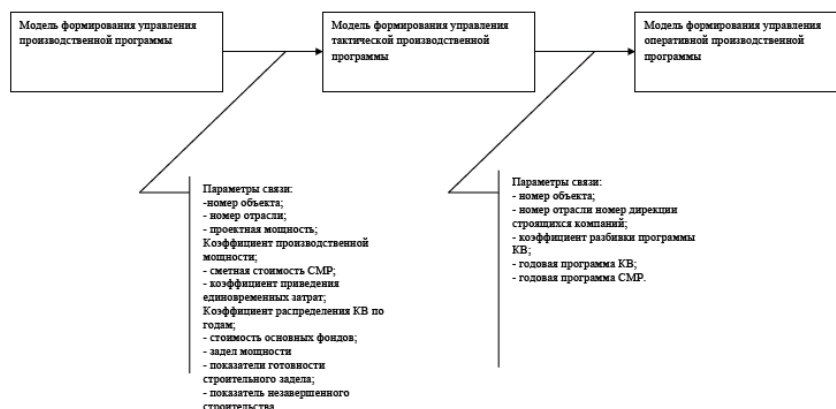 Модель формирования управления
производственной программы
Модель формирования управления
тактической производственной
программы
Модель формирования управления
оперативной производственной
программы
Параметры связи:
-номер объекта;
- номер отрасли;
- проектная мощность;
Коэффициент производственной
мощности;
- сметная стоимость СМР;
- коэффициент приведения
единовременных затрат;
Коэффициент распределения КВ по
годам;
- стоимость основных фондов;
- задел мощности
- показатели готовности
строительного задела;
- показатель незавершенного
строительства
Параметры связи:
- номер объекта;
- номер отрасли номер дирекции
строящихся компаний;
- коэффициент разбивки программы
КВ;
- годовая программа КВ;
- годовая программа СМР.